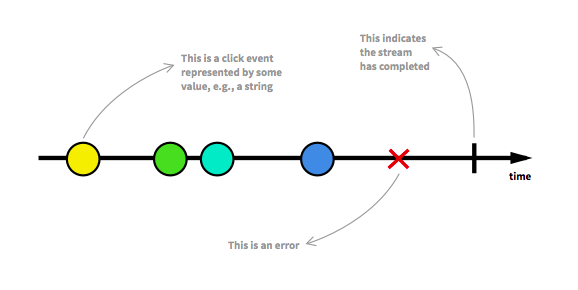 This is a click event
represented by some
value, e.g., a string
This indicates
the stream
has completed
time
This is an error